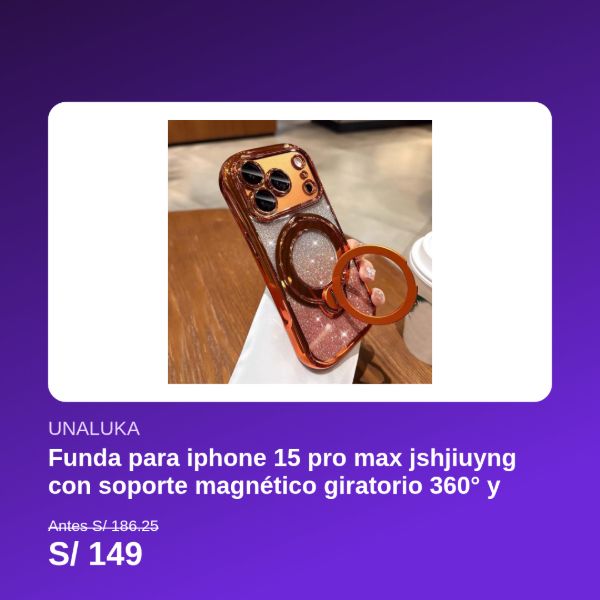 UNALUKA
Funda para iphone 15 pro max jshjiuyng
con soporte magnético giratorio 360° y
Antes S/ 186.25
S/ 149